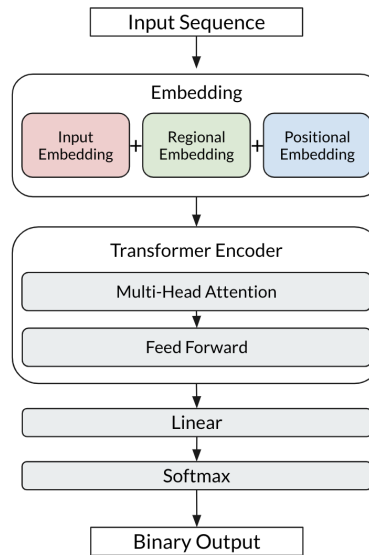 Input Sequence
Embedding
Input
Embedding
+
Regional
Embedding
+
Positional
Embedding
Transformer Encoder
Multi-Head Attention
Feed Forward
Linear
Softmax
Binary Output